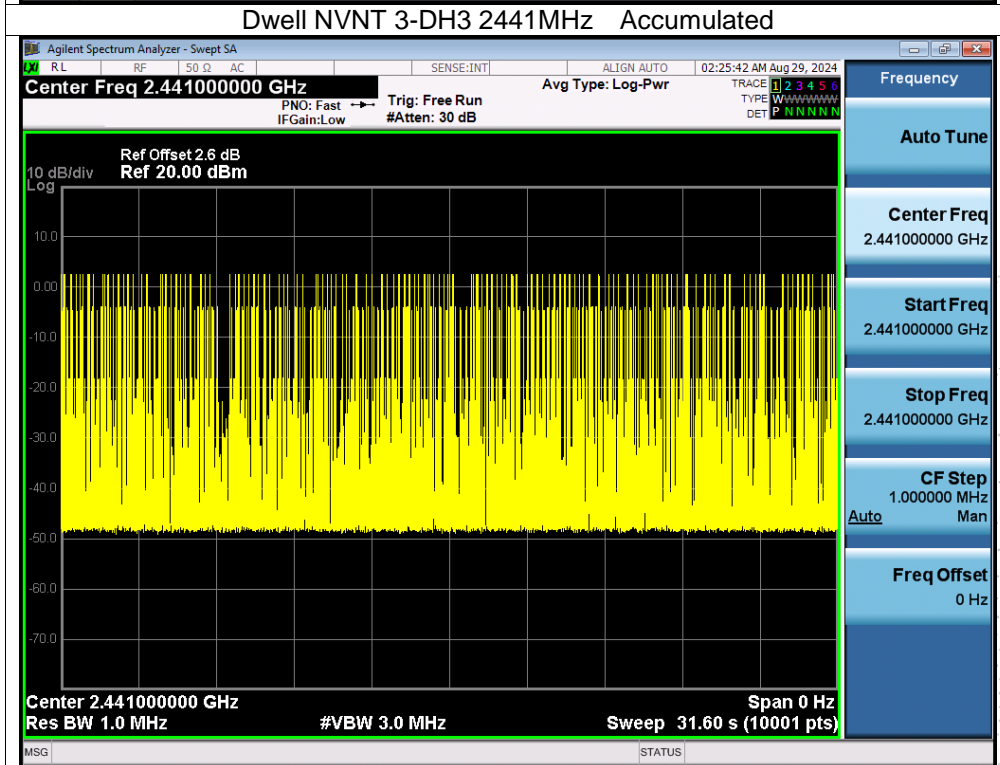 Dwell NVNT 3-DH3 2441MHz Accumulated
Agilent Spectrum Analyzer - Swept SA
LXI RL RF 50 Ω AC SENSE:INT ALIGN AUTO 02:25:42 AM Aug 29, 2024
Center Freq 2.441000000 GHz
PNO: Fast
IFGain:Low
Trig: Free Run
#Atten: 30 dB
Avg Type: Log-Pwr
TRACE 1 2 3 4 5 6
TYPE WWWWWW
DET P N N N N N
Frequency
Auto Tune
Center Freq
2.441000000 GHz
Start Freq
2.441000000 GHz
Stop Freq
2.441000000 GHz
CF Step
1.000000 MHz
Auto Man
Freq Offset
0 Hz
Ref Offset 2.6 dB
10 dB/div Ref 20.00 dBm
Log
10.0
0.00
-10.0
-20.0
-30.0
-40.0
-50.0
-60.0
-70.0
Center 2.441000000 GHz Span 0 Hz
Res BW 1.0 MHz #VBW 3.0 MHz Sweep 31.60 s (10001 pts)
MSG STATUS